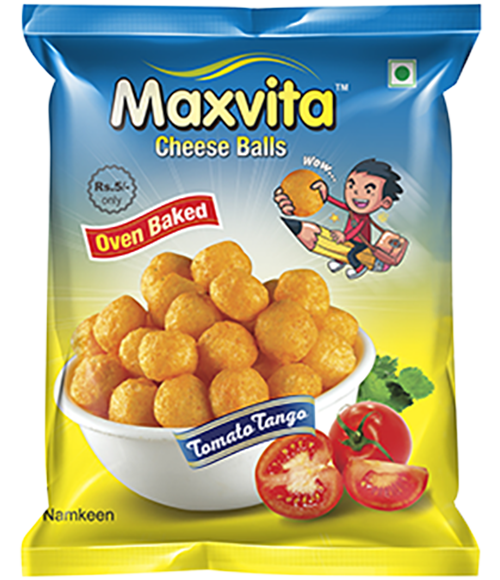 Maxvita™
Cheese Balls
Wow...
Rs.5/-
only
Oven Baked
Tomato Tango
Namkeen